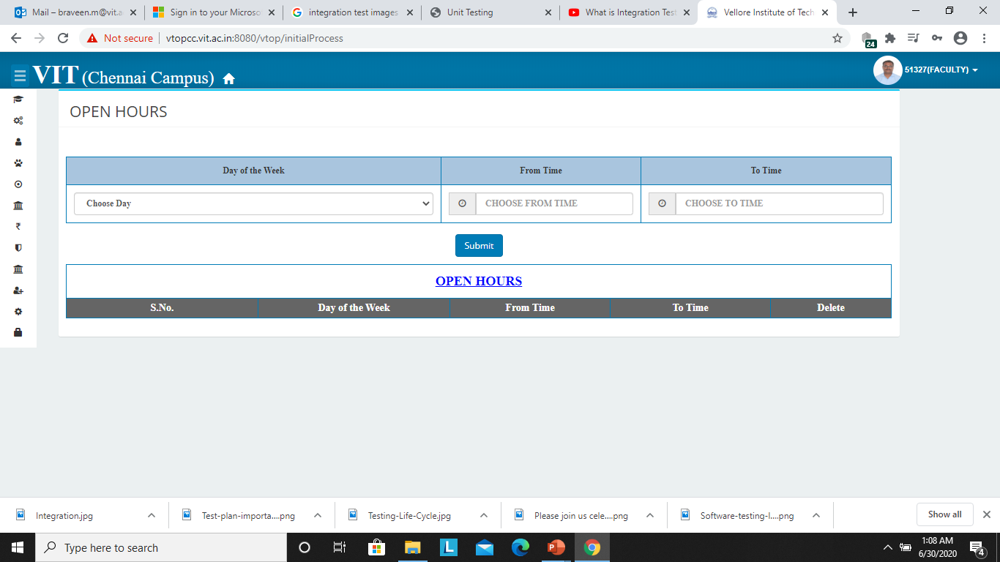 Mail – braveen.m@vit.a
Sign in to your Microso
integration test images
Unit Testing
What is Integration Test
Vellore Institute of Tech
Not secure
vtopcc.vit.ac.in:8080/vtop/initialProcess
24
VIT (Chennai Campus)
51327(FACULTY)
OPEN HOURS
Day of the Week From Time To Time
Choose Day CHOOSE FROM TIME CHOOSE TO TIME
Submit
OPEN HOURS
S.No. Day of the Week From Time To Time Delete
Integration.jpg
Test-plan-importa....png
Testing-Life-Cycle.jpg
Please join us cele....png
Software-testing-l....png
Show all
Type here to search
L
1:08 AM
6/30/2020
4